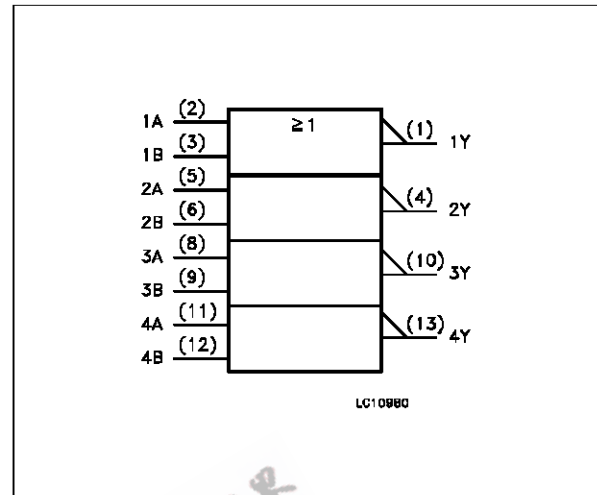 ≥1
1A (2)
1B (3)
2A (5)
2B (6)
3A (8)
3B (9)
4A (11)
4B (12)
(1) 1Y
(4) 2Y
(10) 3Y
(13) 4Y
LC10980